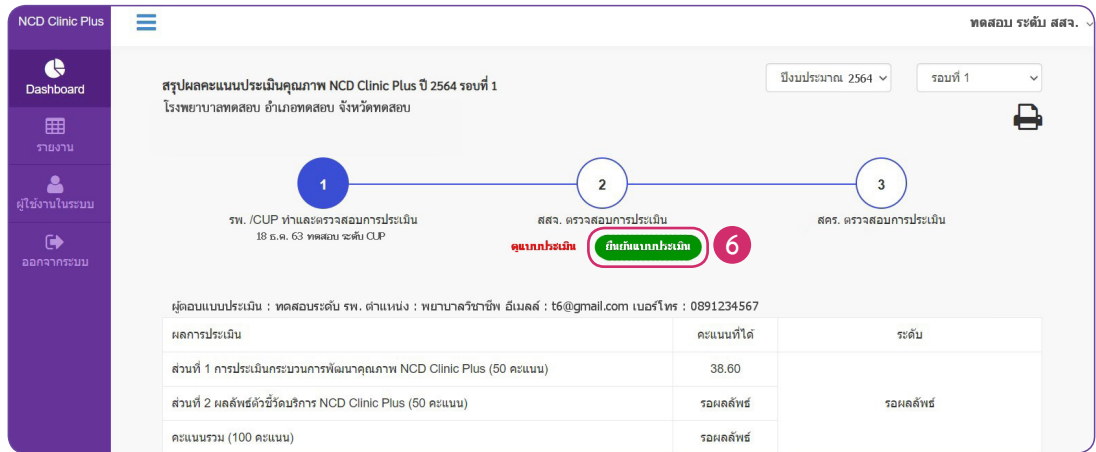 NCD Clinic Plus
ทดสอบ ระดับ สสจ.
Dashboard
รายงาน
ผู้ใช้งานในระบบ
ออกจากระบบ
สรุปผลคะแนนประเมินคุณภาพ NCD Clinic Plus ปี 2564 รอบที่ 1
โรงพยาบาลทดสอบ อำเภอทดสอบ จังหวัดทดสอบ
ปีงบประมาณ 2564
รอบที่ 1
1
2
3
รพ. /CUP ทำและตรวจสอบการประเมิน
18 ธ.ค. 63 ทดสอบ ระดับ CUP
สสจ. ตรวจสอบการประเมิน
ดูแบบประเมิน
ยืนยันแบบประเมิน
6
สคร. ตรวจสอบการประเมิน
ผู้ตอบแบบประเมิน : ทดสอบระดับ รพ. ตำแหน่ง : พยาบาลวิชาชีพ อีเมลล์ : t6@gmail.com เบอร์โทร : 0891234567
ผลการประเมิน คะแนนที่ได้ ระดับ
ส่วนที่ 1 การประเมินกระบวนการพัฒนาคุณภาพ NCD Clinic Plus (50 คะแนน) 38.60
ส่วนที่ 2 ผลลัพธ์ตัวชี้วัดบริการ NCD Clinic Plus (50 คะแนน) รอผลลัพธ์ รอผลลัพธ์
คะแนนรวม (100 คะแนน) รอผลลัพธ์